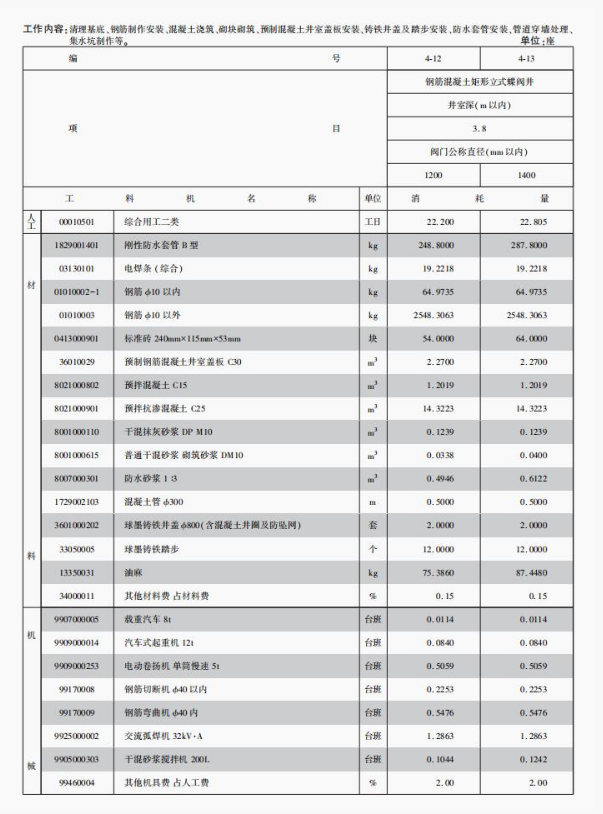 工作内容:清理基底、钢筋制作安装、混凝土浇筑、砌块砌筑、预制混凝土井室盖板安装、铸铁井盖及踏步安装、防水套管安装、管道穿墙处理、
集水坑制作等。 单位:座
编 号 4-12 4-13
钢筋混凝土矩形立式蝶阀井
井室深(m以内)
项 目 3.8
阀门公称直径(mm以内)
1200 1400
工 料 机 名 称 单位 消 耗 量
人工 00010501 综合用工二类 工日 22.200 22.805
材料 1829001401 刚性防水套管 B 型 kg 248.8000 287.8000
03130101 电焊条(综合) kg 19.2218 19.2218
01010002-1 钢筋 ϕ10 以内 kg 64.9735 64.9735
01010003 钢筋 ϕ10 以外 kg 2548.3063 2548.3063
0413000901 标准砖 240mm×115mm×53mm 块 54.0000 64.0000
36010029 预制钢筋混凝土井室盖板 C30 m³ 2.2700 2.2700
8021000802 预拌混凝土 C15 m³ 1.2019 1.2019
8021000901 预拌抗渗混凝土 C25 m³ 14.3223 14.3223
8001000110 干混抹灰砂浆 DP M10 m³ 0.1239 0.1239
8001000615 普通干混砂浆 砌筑砂浆 DM10 m³ 0.0338 0.0400
8007000301 防水砂浆 1:3 m³ 0.4946 0.6122
1729002103 混凝土管 ϕ300 m 0.5000 0.5000
3601000202 球墨铸铁井盖 ϕ800(含混凝土井圈及防坠网) 套 2.0000 2.0000
33050005 球墨铸铁踏步 个 12.0000 12.0000
13350031 油麻 kg 75.3860 87.4480
34000011 其他材料费 占材料费 % 0.15 0.15
机械 9907000005 载重汽车 8t 台班 0.0114 0.0114
9909000014 汽车式起重机 12t 台班 0.0840 0.0840
9909000253 电动卷扬机 单筒慢速 5t 台班 0.5059 0.5059
99170008 钢筋切断机 ϕ40 以内 台班 0.2253 0.2253
99170009 钢筋弯曲机 ϕ40 内 台班 0.5476 0.5476
9925000002 交流弧焊机 32kV·A 台班 1.2863 1.2863
9905000303 干混砂浆搅拌机 200L 台班 0.1044 0.1242
99460004 其他机具费 占人工费 % 2.00 2.00